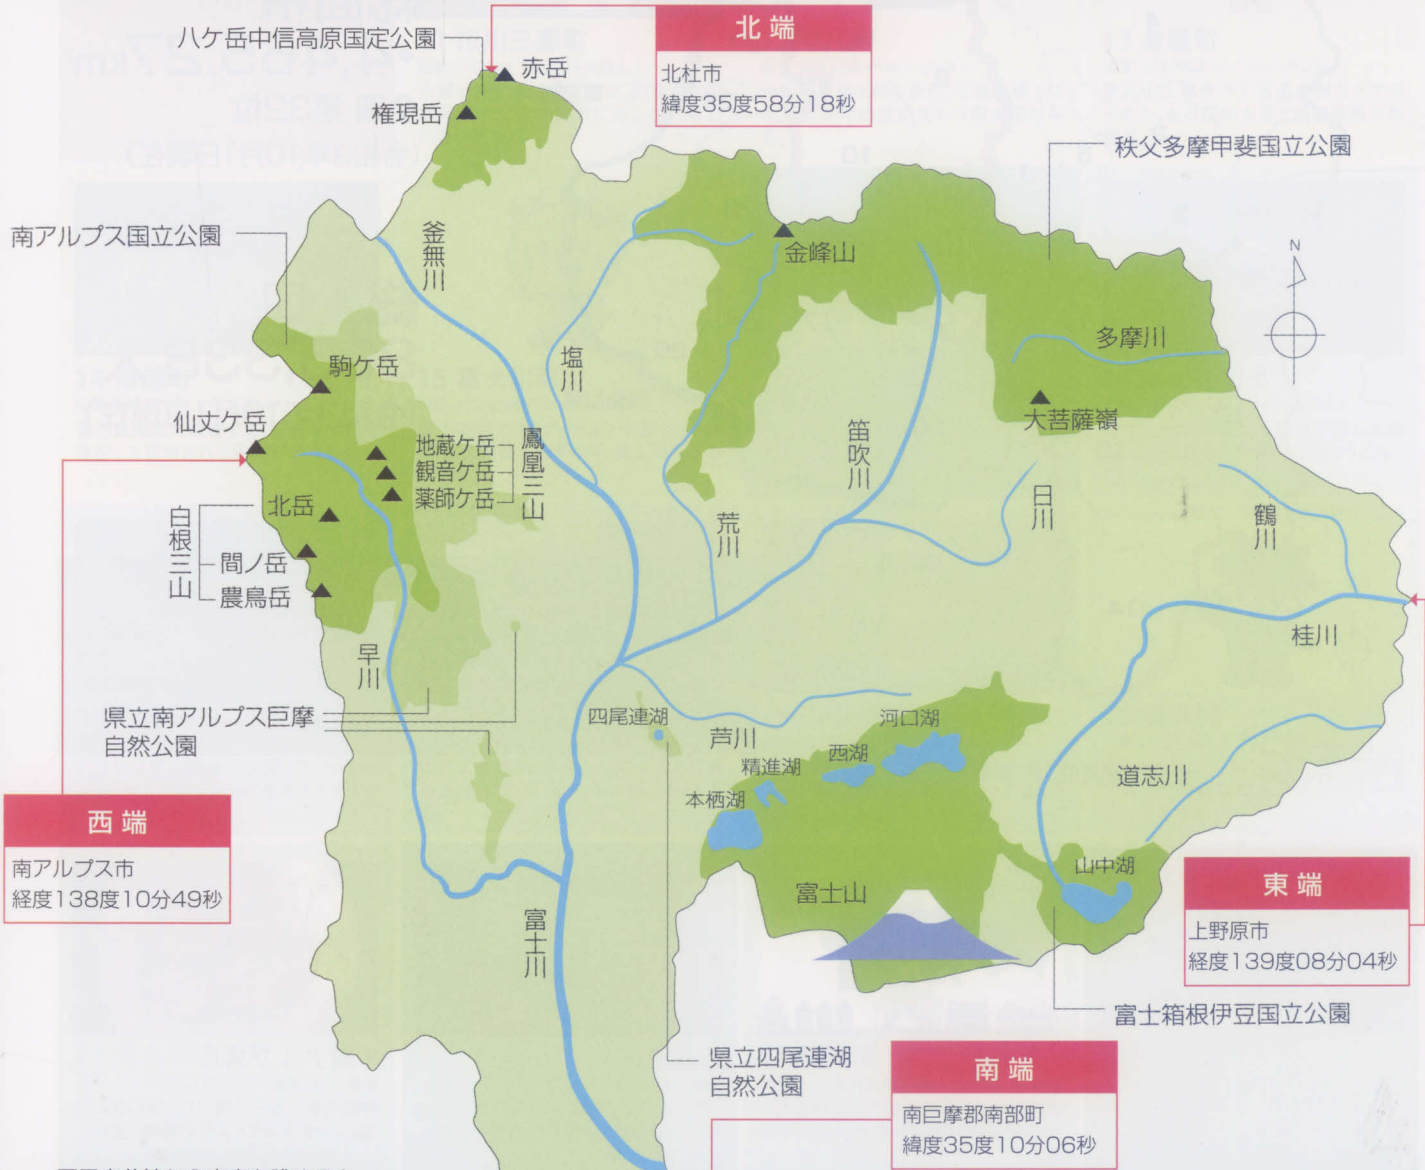 八ケ岳中信高原国定公園
赤岳
権現岳
北端
北杜市
緯度35度58分18秒
秩父多摩甲斐国立公園
南アルプス国立公園
釜無川
金峰山
N
塩川
多摩川
駒ケ岳
大菩薩嶺
仙丈ケ岳
地蔵ケ岳
観音ケ岳
薬師ケ岳
鳳凰三山
笛吹川
北岳
間ノ岳
農鳥岳
白根三山
荒川
日川
鶴川
桂川
早川
県立南アルプス巨摩
自然公園
四尾連湖
芦川
河口湖
西湖
精進湖
本栖湖
道志川
西端
南アルプス市
経度138度10分49秒
山中湖
東端
上野原市
経度139度08分04秒
富士山
富士川
富士箱根伊豆国立公園
県立四尾連湖
自然公園
南端
南巨摩郡南部町
緯度35度10分06秒